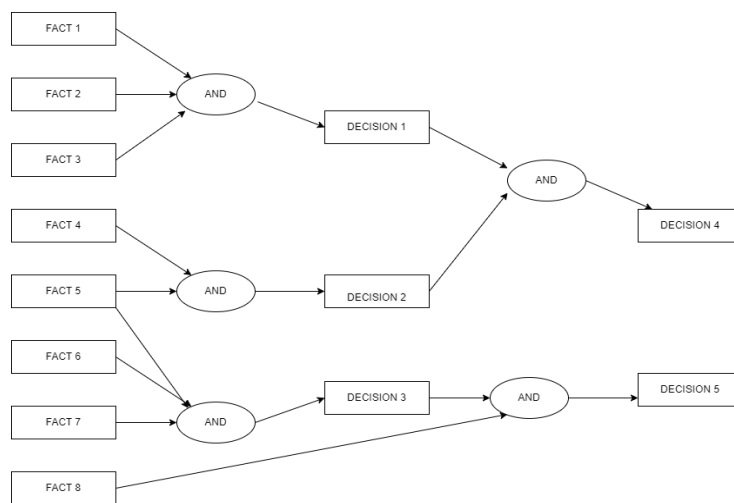 FACT 1
FACT 2
AND
FACT 3
DECISION 1
AND
FACT 4
DECISION 4
FACT 5
AND
DECISION 2
FACT 6
DECISION 3
AND
DECISION 5
FACT 7
AND
FACT 8